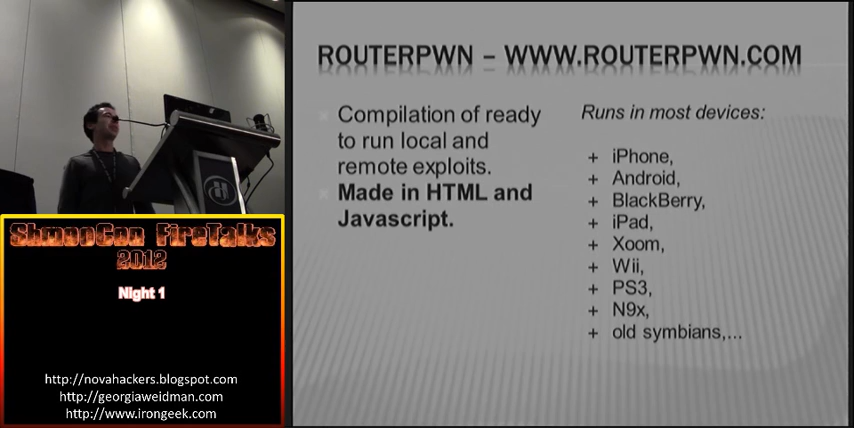 ROUTERPWN – WWW.ROUTERPWN.COM
Compilation of ready
to run local and
remote exploits.
Made in HTML and
Javascript.
Runs in most devices:
+ iPhone,
+ Android,
+ BlackBerry,
+ iPad,
+ Xoom,
+ Wii,
+ PS3,
+ N9x,
+ old symbians,...
ShmooCon FireTalks
2012
Night 1
http://novahackers.blogspot.com
http://georgiaweidman.com
http://www.irongeek.com